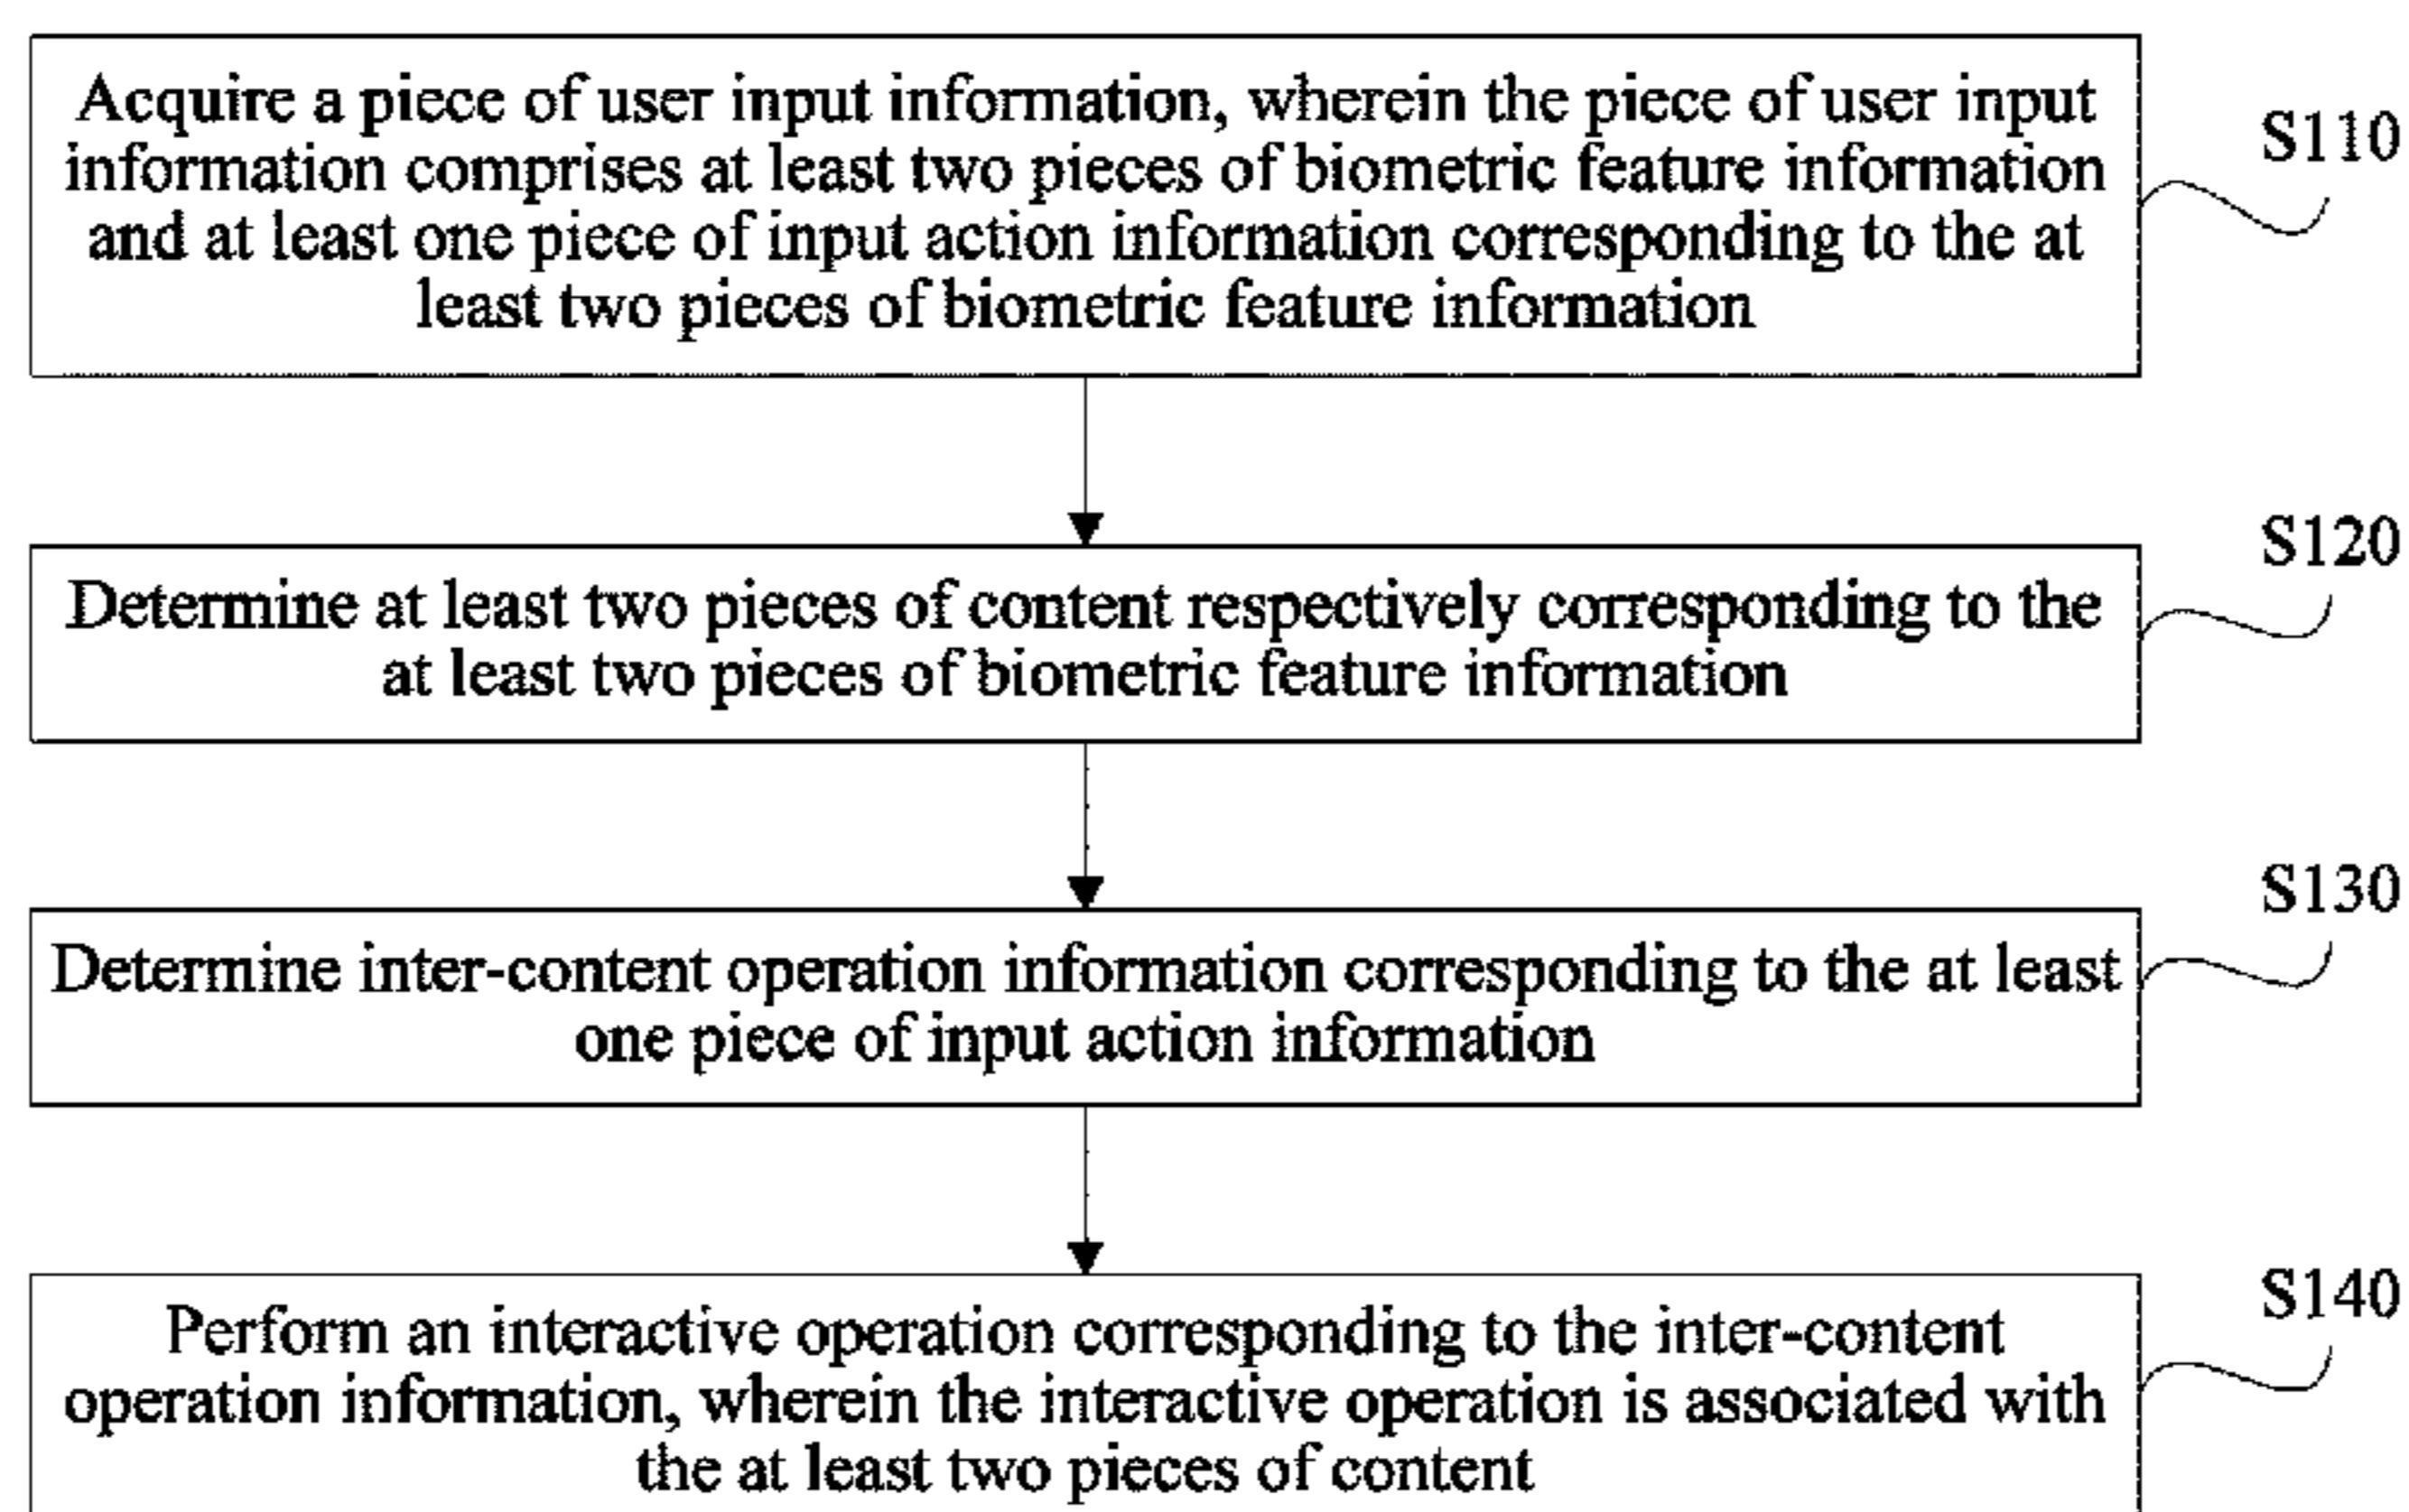 Acquire a piece of user input information, wherein the piece of user input
information comprises at least two pieces of biometric feature information
and at least one piece of input action information corresponding to the at
least two pieces of biometric feature information
S110
Determine at least two pieces of content respectively corresponding to the
at least two pieces of biometric feature information
S120
Determine inter-content operation information corresponding to the at least
one piece of input action information
S130
Perform an interactive operation corresponding to the inter-content
operation information, wherein the interactive operation is associated with
the at least two pieces of content
S140